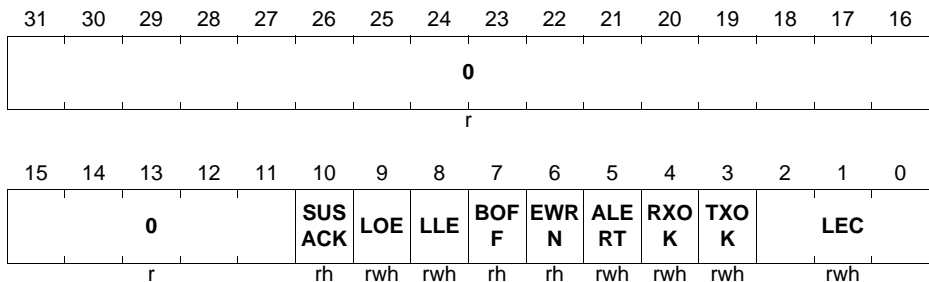 31 30 29 28 27 26 25 24 23 22 21 20 19 18 17 16
0
r
15 14 13 12 11 10 9 8 7 6 5 4 3 2 1 0
0 SUS ACK LOE LLE BOF F EWR N ALE RT RXO K TXO K LEC
r rh rwh rwh rh rh rwh rwh rwh rwh